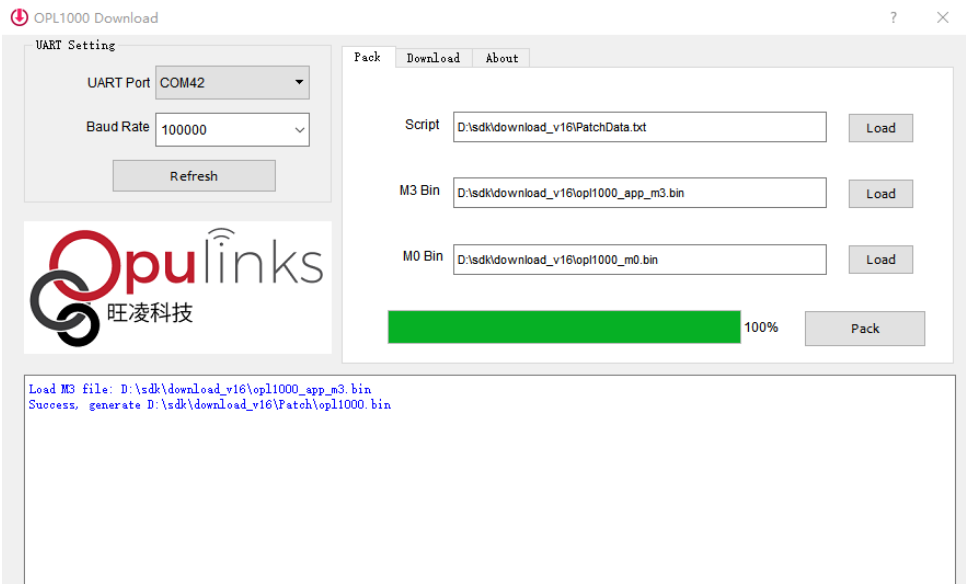 OPL1000 Download
UART Setting
UART Port COM42
Baud Rate 100000
Refresh
Opulinks
旺凌科技
Pack Download About
Script D:\sdk\download_v16\PatchData.txt Load
M3 Bin D:\sdk\download_v16\opl1000_app_m3.bin Load
M0 Bin D:\sdk\download_v16\opl1000_m0.bin Load
100% Pack
Load M3 file: D:\sdk\download_v16\opl1000_app_m3.bin
Success, generate D:\sdk\download_v16\Patch\opl1000.bin